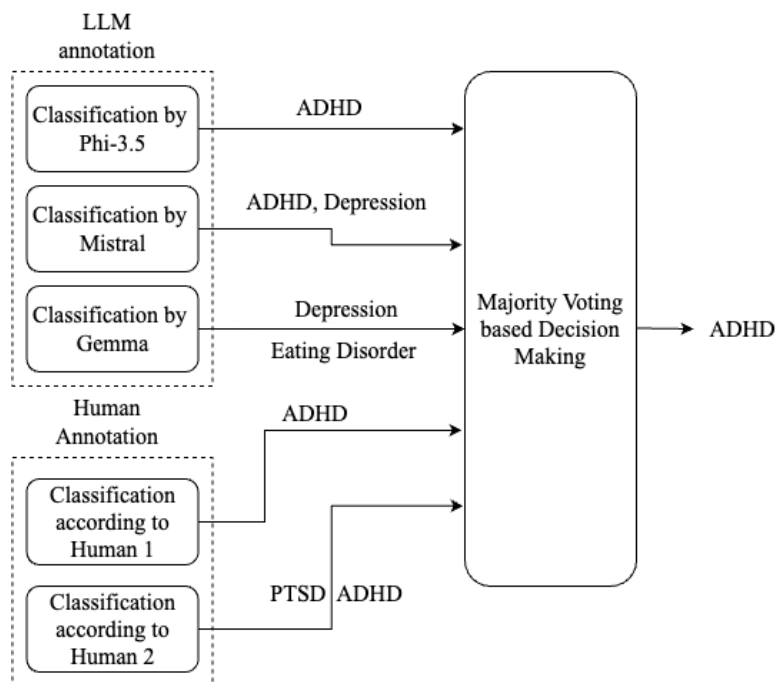 LLM
annotation
Classification by
Phi-3.5
ADHD
Classification by
Mistral
ADHD, Depression
Classification by
Gemma
Depression
Eating Disorder
Human
Annotation
Classification
according to
Human 1
ADHD
Classification
according to
Human 2
PTSD ADHD
Majority Voting
based Decision
Making
ADHD